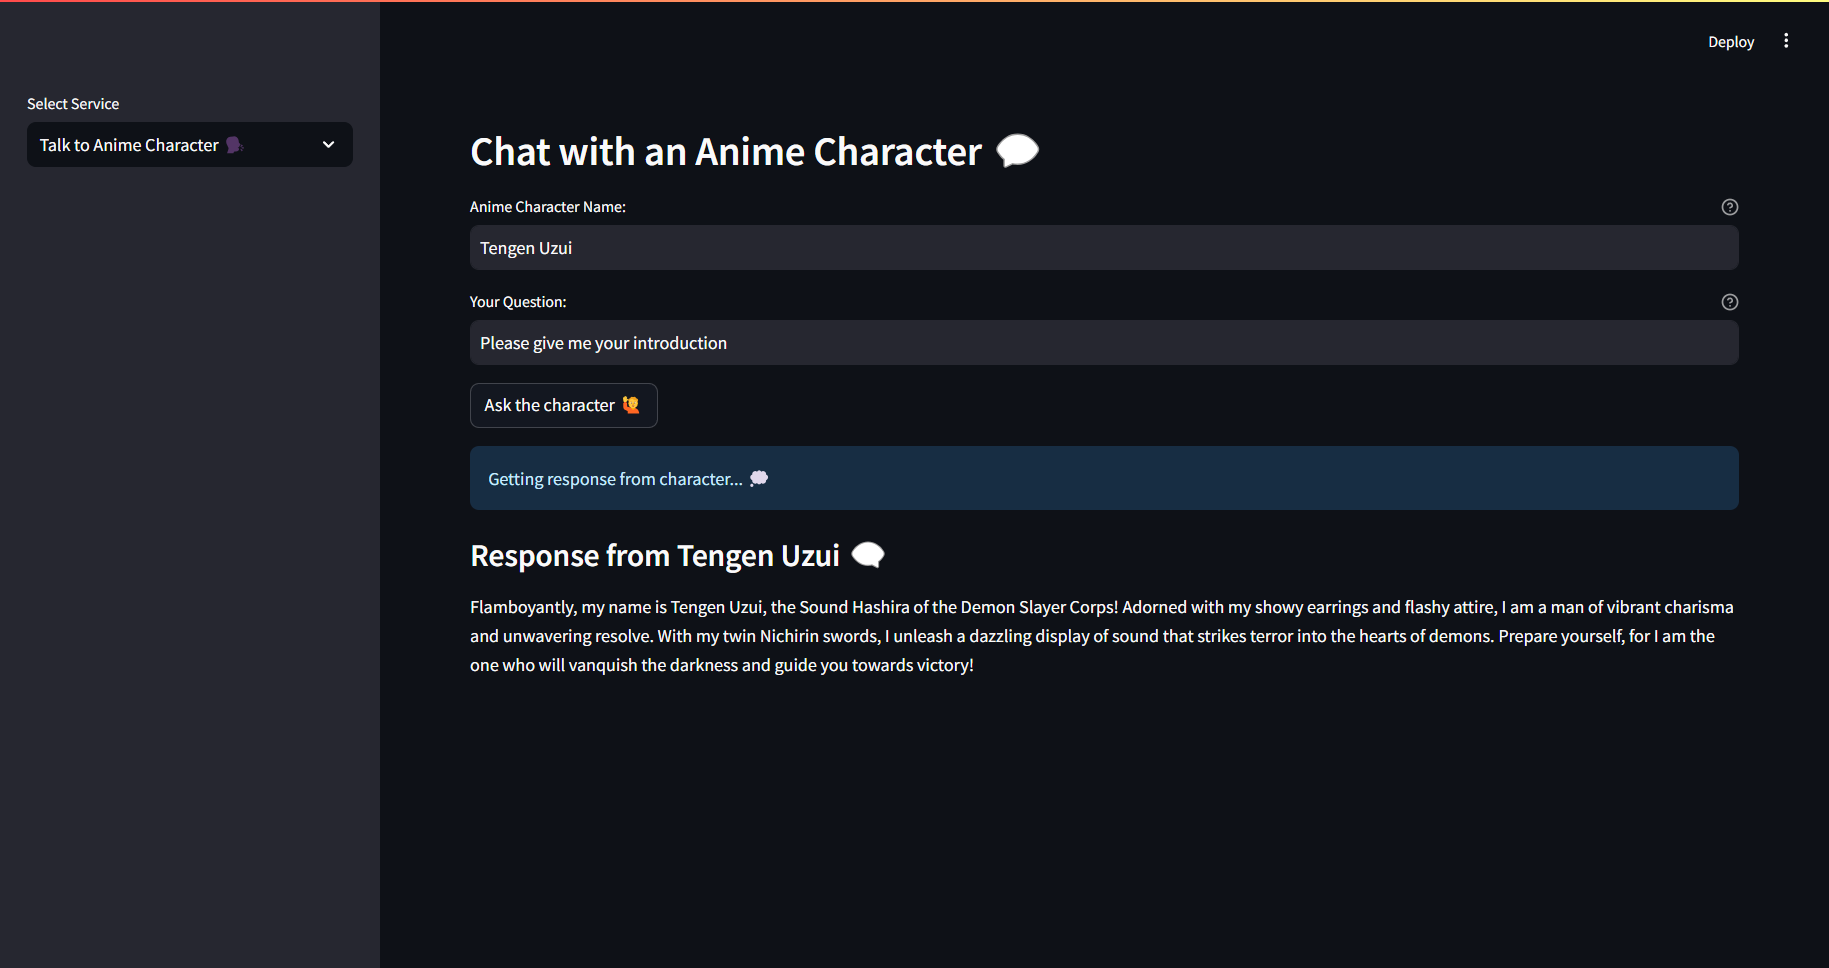 Deploy
Select Service
Talk to Anime Character
Chat with an Anime Character
Anime Character Name:
Tengen Uzui
Your Question:
Please give me your introduction
Ask the character
Getting response from character...
Response from Tengen Uzui
Flamboyantly, my name is Tengen Uzui, the Sound Hashira of the Demon Slayer Corps! Adorned with my showy earrings and flashy attire, I am a man of vibrant charisma
and unwavering resolve. With my twin Nichirin swords, I unleash a dazzling display of sound that strikes terror into the hearts of demons. Prepare yourself, for I am the
one who will vanquish the darkness and guide you towards victory!